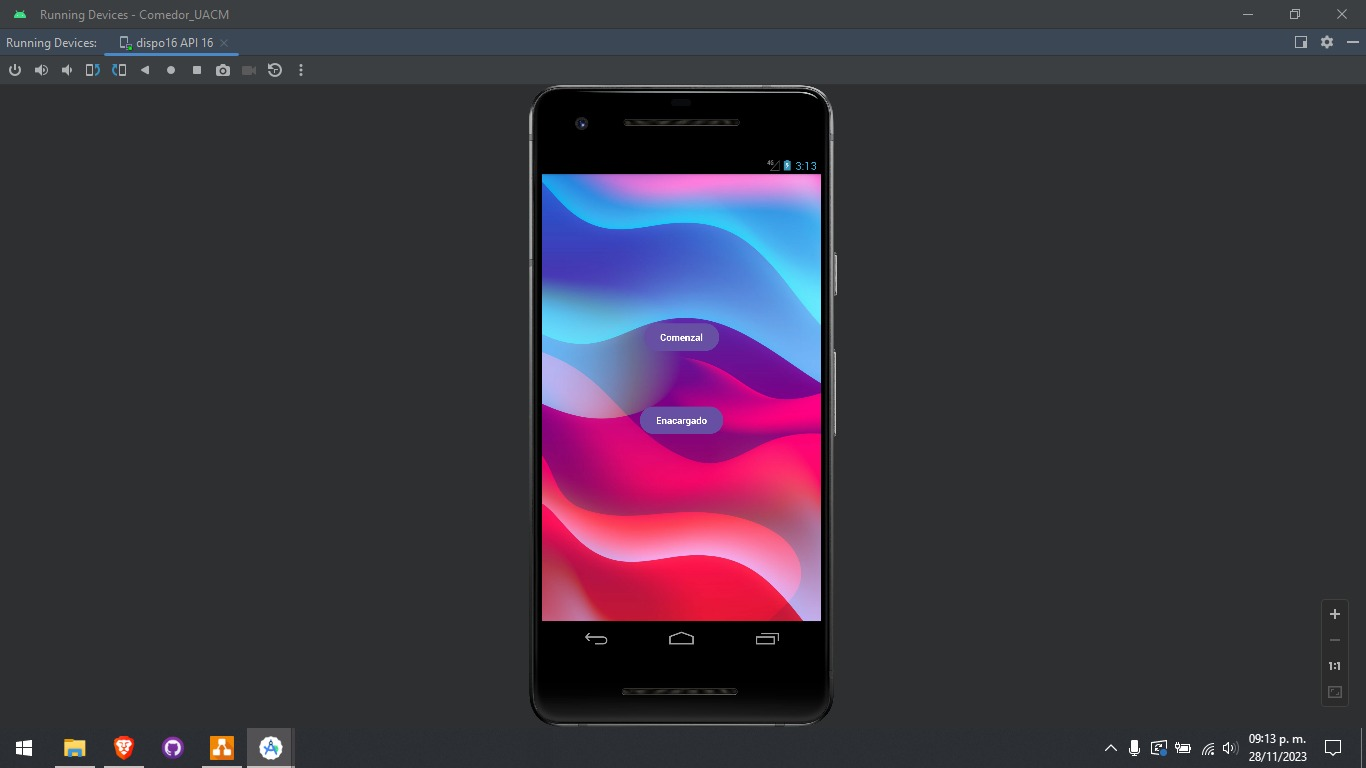 Running Devices - Comedor_UACM
Running Devices:
dispo16 API 16
4G
3:13
Comenzal
Enacargado
1:1
09:13 p. m.
28/11/2023